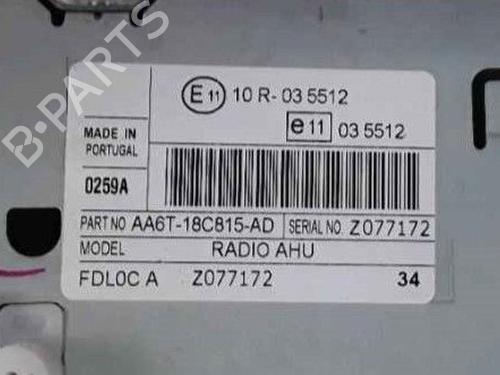 B-PARTS
E 11 10 R - 03 5512
e 11 03 5512
MADE IN
PORTUGAL
0259A
PART NO AA6T-18C815-AD SERIAL NO. Z077172
MODEL RADIO AHU
FDL0C A Z077172 34